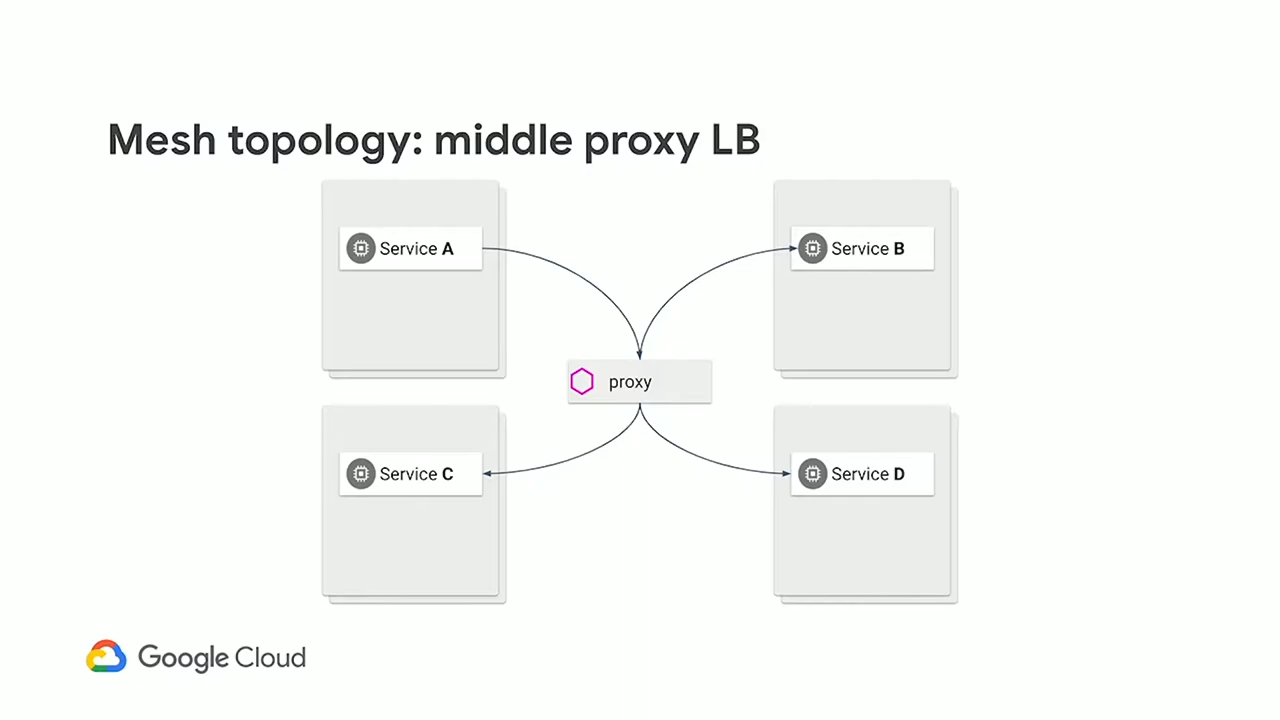 Mesh topology: middle proxy LB
Service A
Service B
proxy
Service C
Service D
Google Cloud